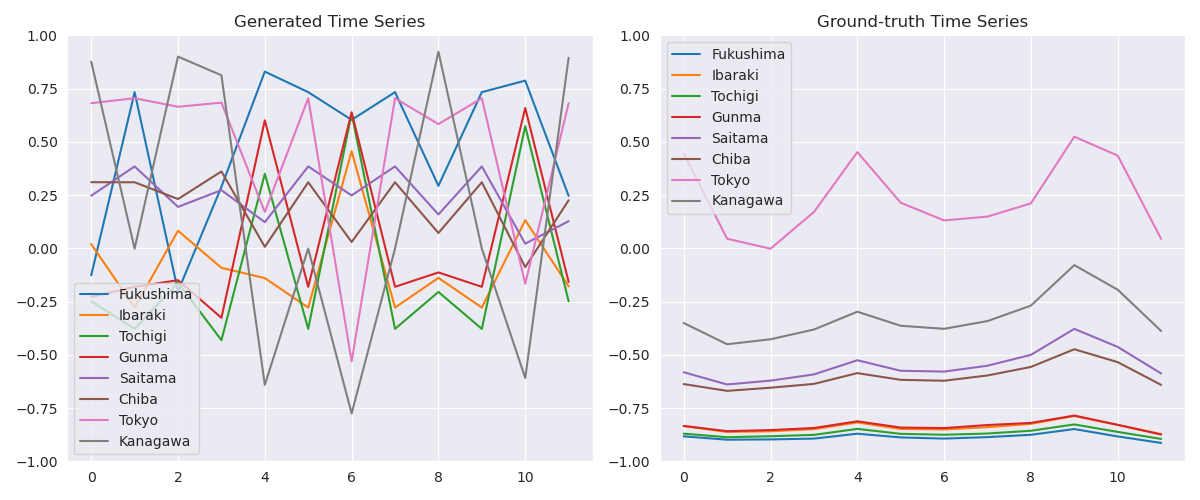 Generated Time Series
1.00
0.75
0.50
0.25
0.00
−0.25
−0.50
−0.75
−1.00
0 2 4 6 8 10
Fukushima
Ibaraki
Tochigi
Gunma
Saitama
Chiba
Tokyo
Kanagawa
Ground-truth Time Series
1.00
0.75
0.50
0.25
0.00
−0.25
−0.50
−0.75
−1.00
0 2 4 6 8 10
Fukushima
Ibaraki
Tochigi
Gunma
Saitama
Chiba
Tokyo
Kanagawa